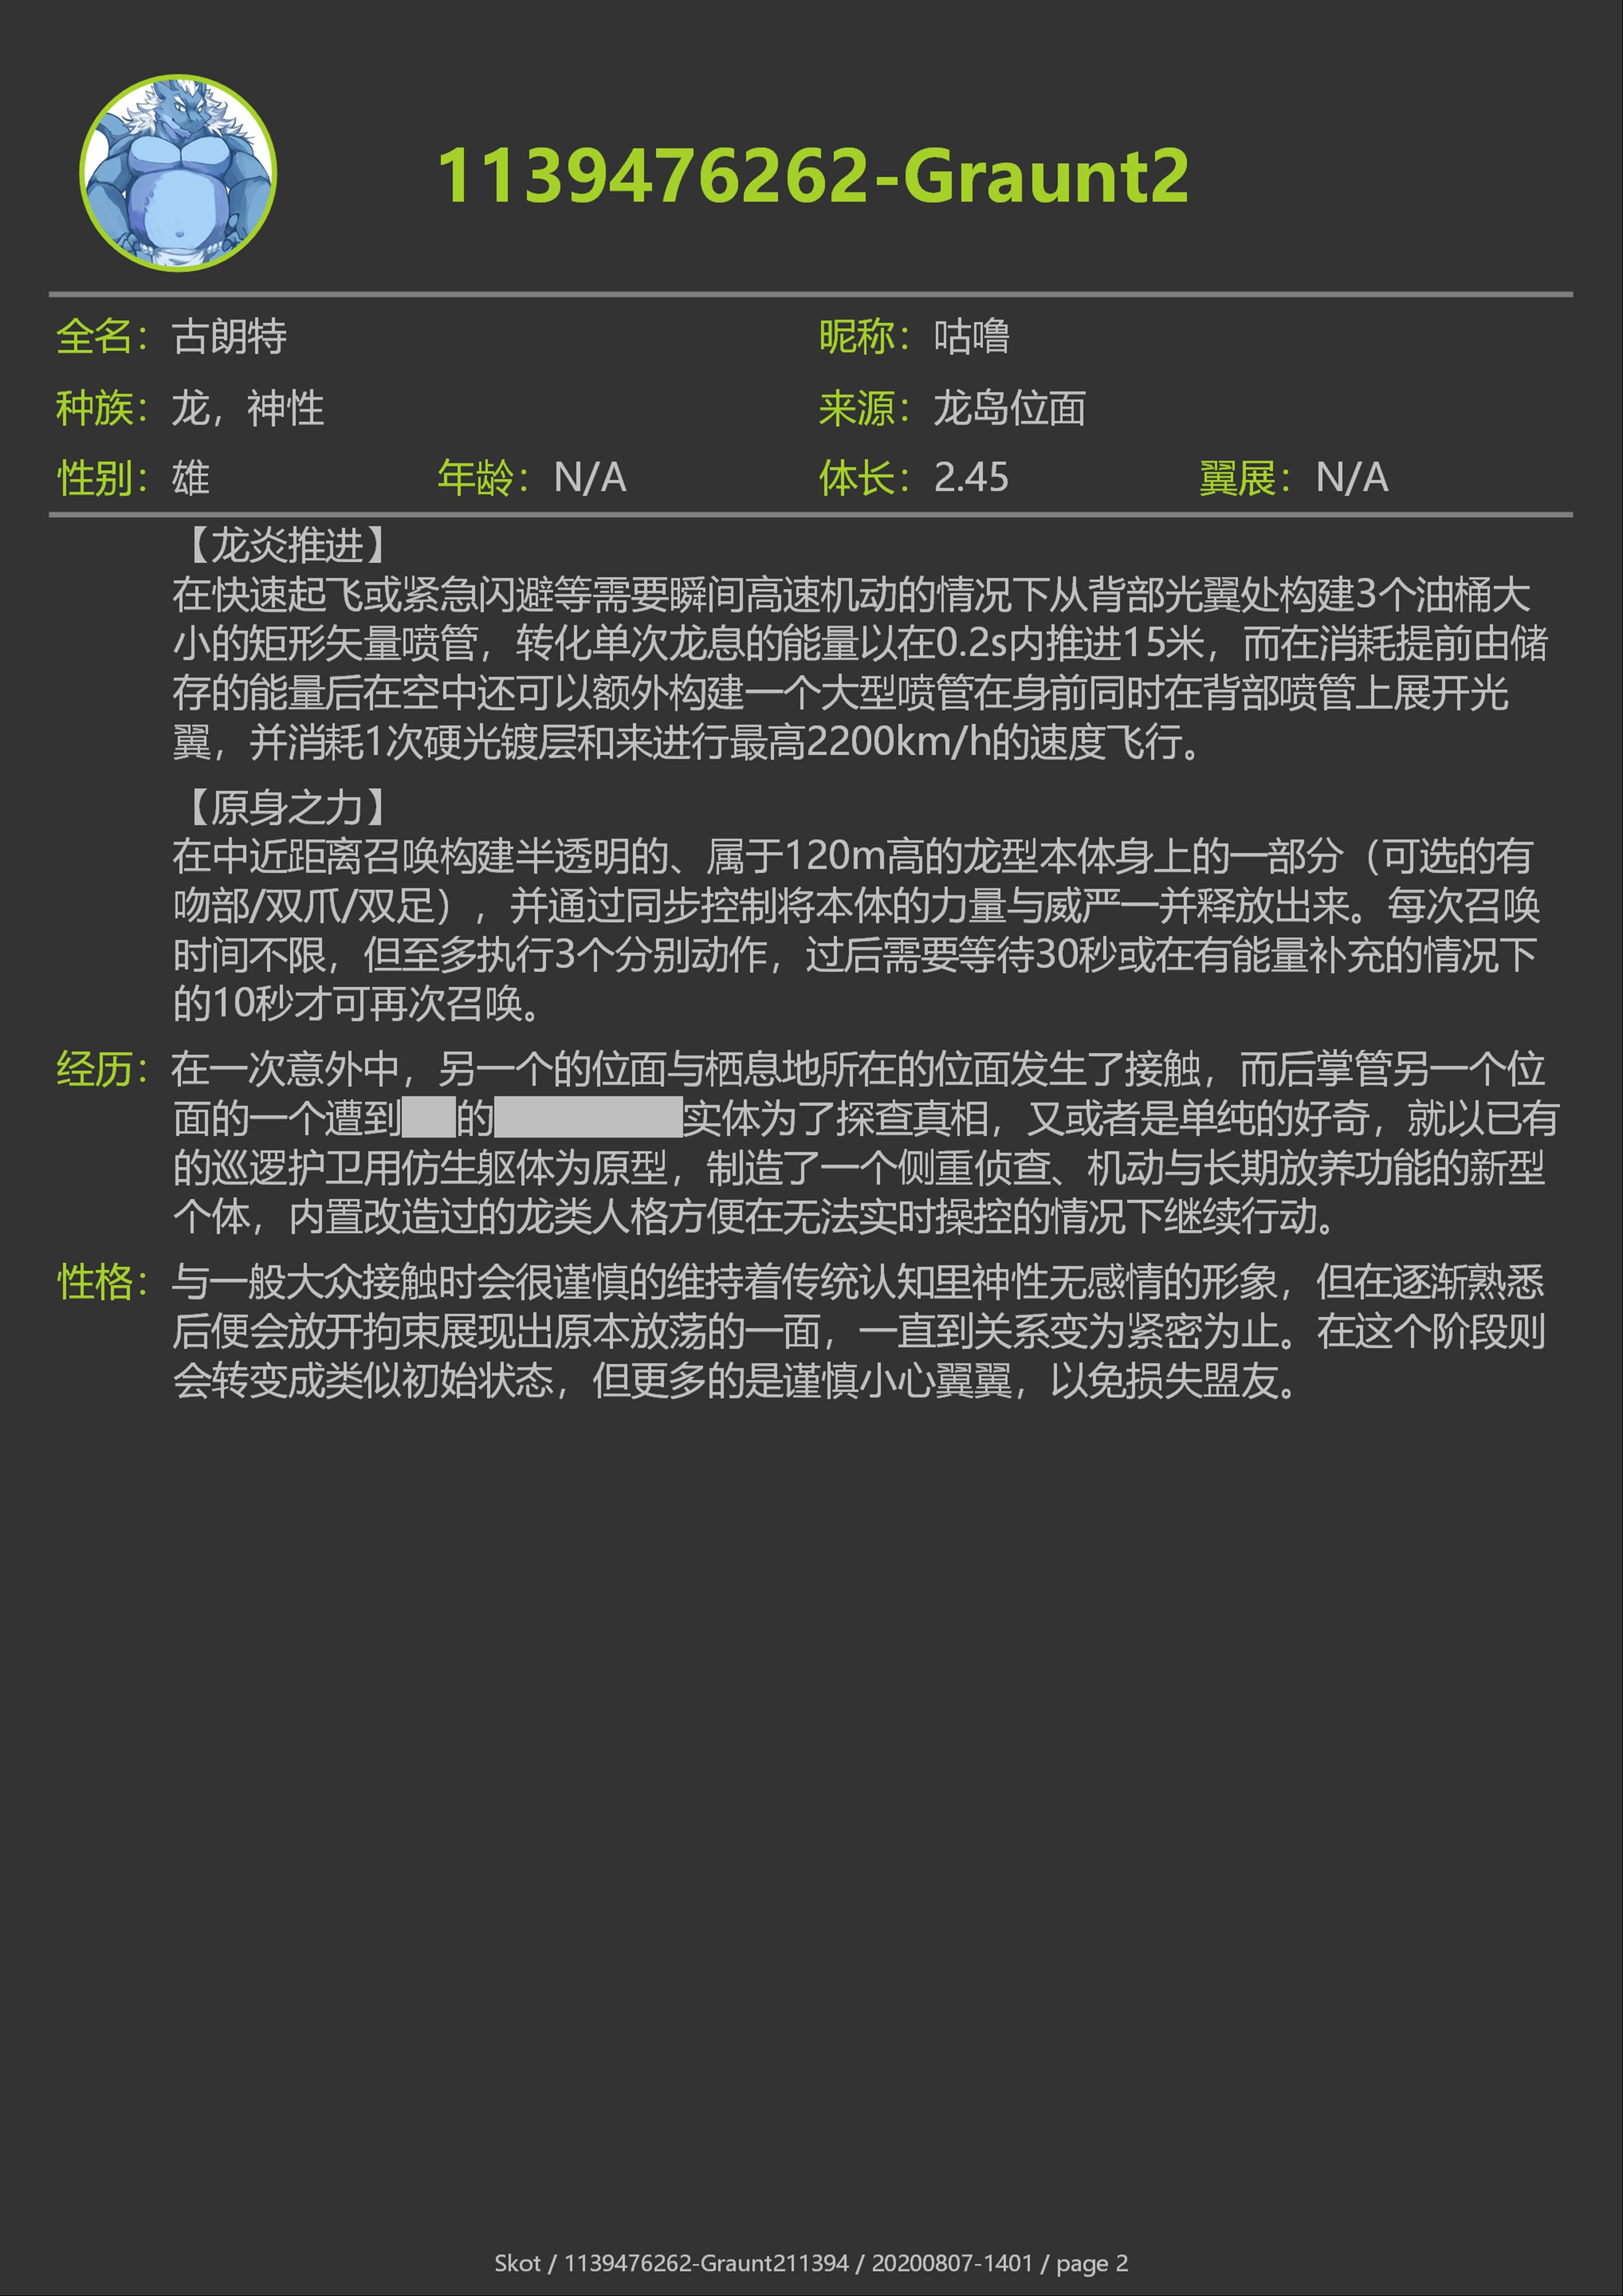 1139476262-Graunt2
全名：古朗特 昵称：咕噜
种族：龙，神性 来源：龙岛位面
性别：雄 年龄：N/A 体长：2.45 翼展：N/A
【龙炎推进】
在快速起飞或紧急闪避等需要瞬间高速机动的情况下从背部光翼处构建3个油桶大
小的矩形矢量喷管，转化单次龙息的能量以在0.2s内推进15米，而在消耗提前由储
存的能量后在空中还可以额外构建一个大型喷管在身前同时在背部喷管上展开光
翼，并消耗1次硬光镀层和来进行最高2200km/h的速度飞行。
【原身之力】
在中近距离召唤构建半透明的、属于120m高的龙型本体身上的一部分（可选的有
吻部/双爪/双足），并通过同步控制将本体的力量与威严一并释放出来。每次召唤
时间不限，但至多执行3个分别动作，过后需要等待30秒或在有能量补充的情况下
的10秒才可再次召唤。
经历：在一次意外中，另一个的位面与栖息地所在的位面发生了接触，而后掌管另一个位
面的一个遭到 的 实体为了探查真相，又或者是单纯的好奇，就以已有
的巡逻护卫用仿生躯体为原型，制造了一个侧重侦查、机动与长期放养功能的新型
个体，内置改造过的龙类人格方便在无法实时操控的情况下继续行动。
性格：与一般大众接触时会很谨慎的维持着传统认知里神性无感情的形象，但在逐渐熟悉
后便会放开拘束展现出原本放荡的一面，一直到关系变为紧密为止。在这个阶段则
会转变成类似初始状态，但更多的是谨慎小心翼翼，以免损失盟友。
Skot / 1139476262-Graunt211394 / 20200807-1401 / page 2